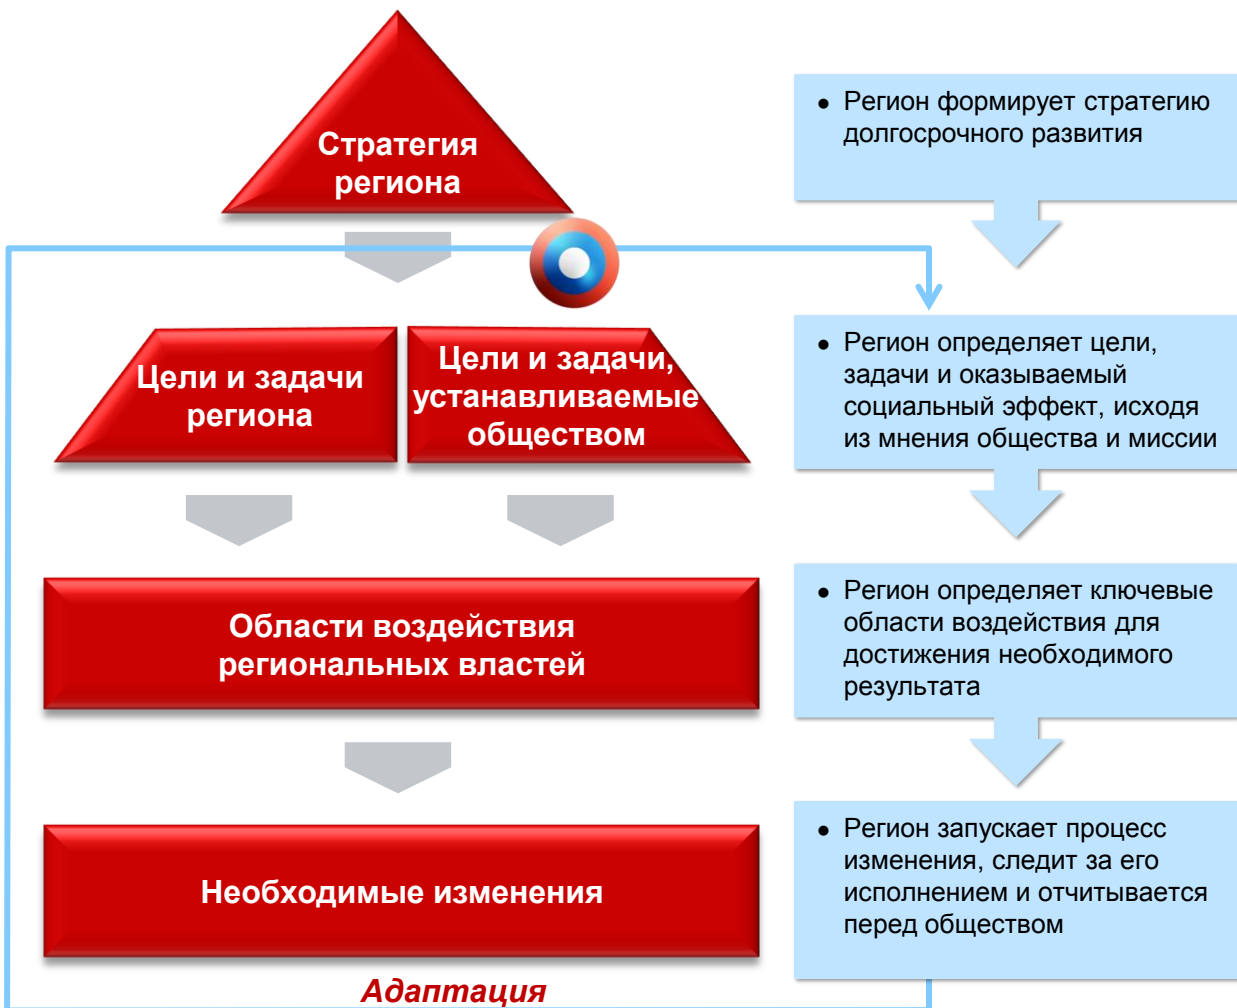 Стратегия
региона
• Регион формирует стратегию
долгосрочного развития
Цели и задачи
региона
Цели и задачи,
устанавливаемые
обществом
• Регион определяет цели,
задачи и оказываемый
социальный эффект, исходя
из мнения общества и миссии
Области воздействия
региональных властей
• Регион определяет ключевые
области воздействия для
достижения необходимого
результата
Необходимые изменения
• Регион запускает процесс
изменения, следит за его
исполнением и отчитывается
перед обществом
Адаптация